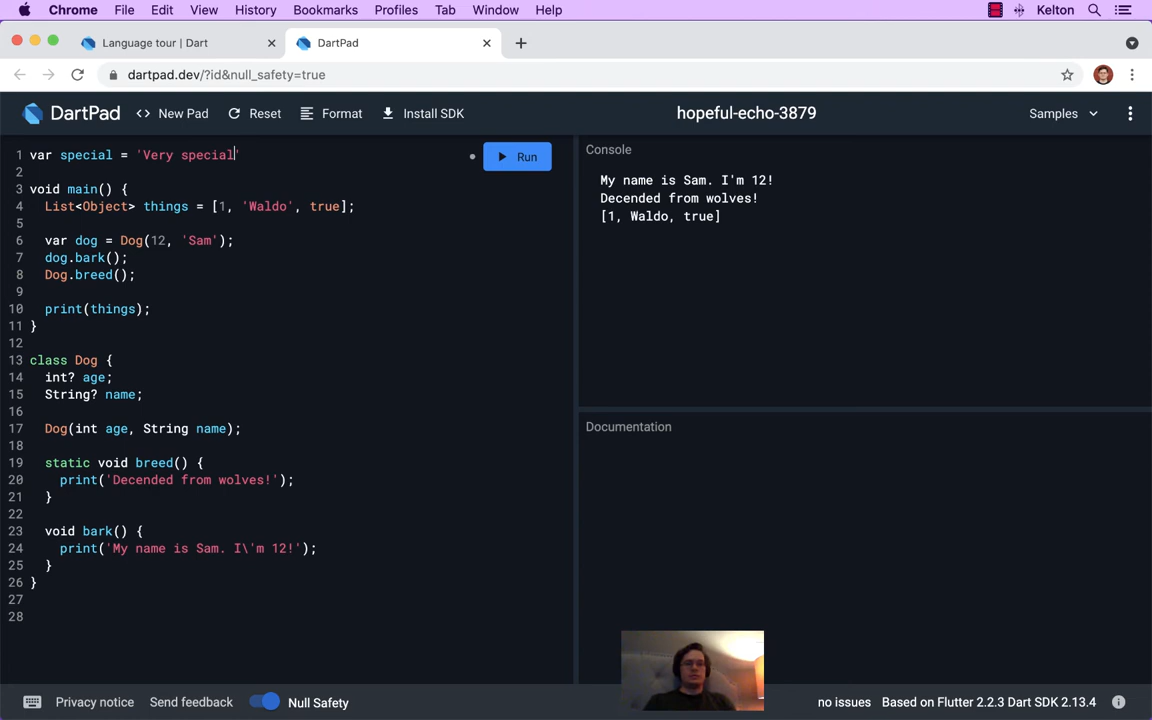 Chrome File Edit View History Bookmarks Profiles Tab Window Help Kelton
Language tour | Dart
DartPad
dartpad.dev/?id&null_safety=true
DartPad <> New Pad Reset Format Install SDK hopeful-echo-3879 Samples
Run
1 var special = 'Very special'
2
3 void main() {
4 List<Object> things = [1, 'Waldo', true];
5
6 var dog = Dog(12, 'Sam');
7 dog.bark();
8 Dog.breed();
9
10 print(things);
11 }
12
13 class Dog {
14 int? age;
15 String? name;
16
17 Dog(int age, String name);
18
19 static void breed() {
20 print('Decended from wolves!');
21 }
22
23 void bark() {
24 print('My name is Sam. I\'m 12!');
25 }
26 }
27
28
Console
My name is Sam. I'm 12!
Decended from wolves!
[1, Waldo, true]
Documentation
Privacy notice Send feedback Null Safety no issues Based on Flutter 2.2.3 Dart SDK 2.13.4